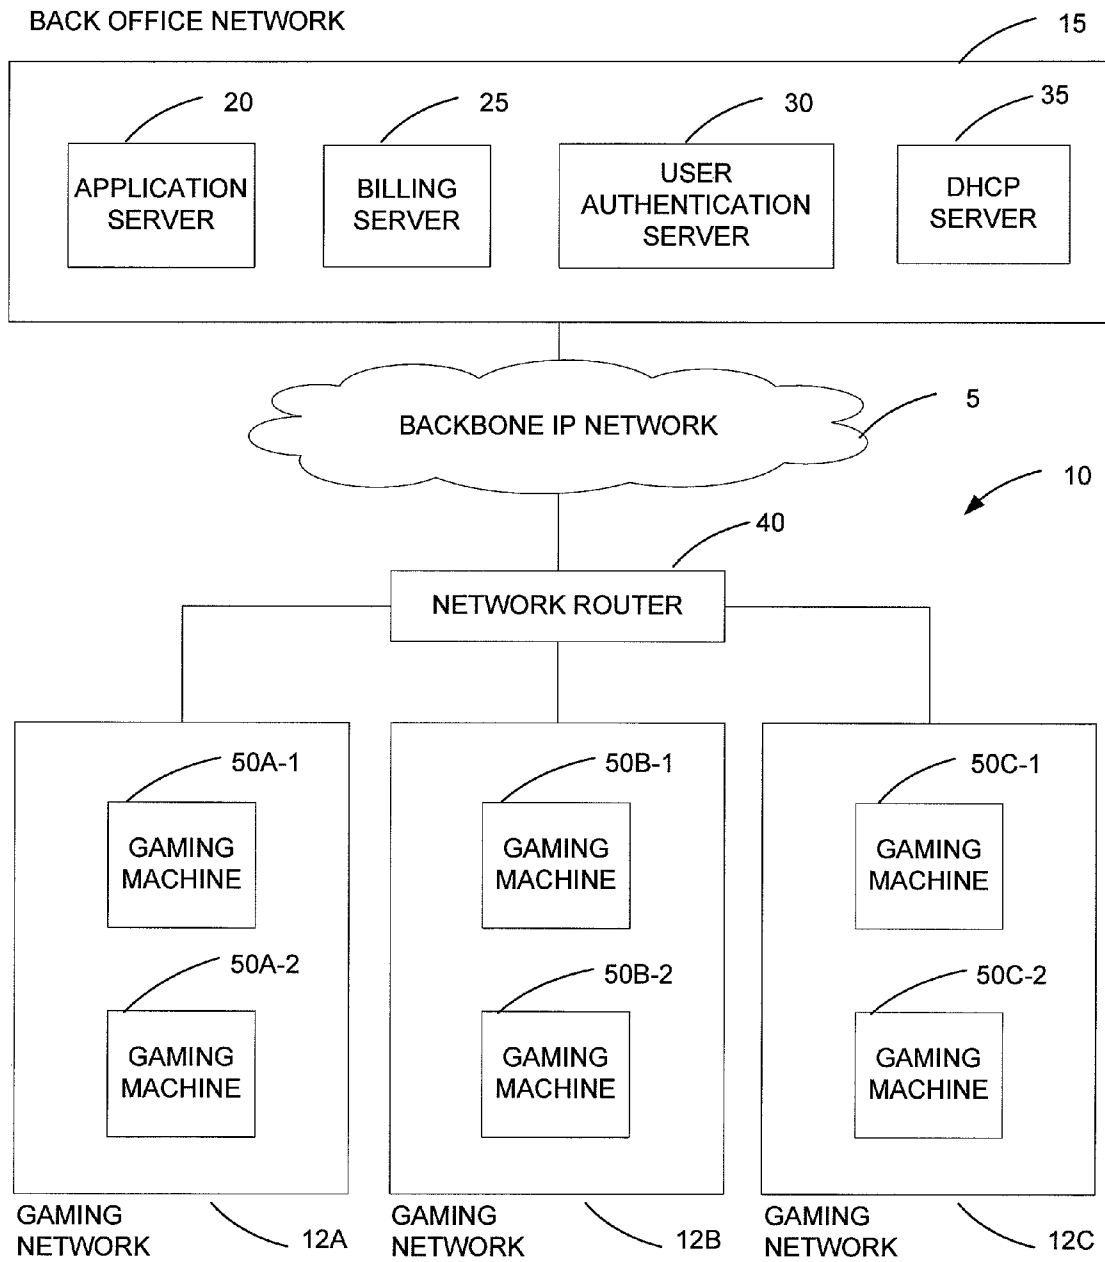 BACK OFFICE NETWORK
15
20
25
30
35
APPLICATION
SERVER
BILLING
SERVER
USER
AUTHENTICATION
SERVER
DHCP
SERVER
BACKBONE IP NETWORK
5
10
40
NETWORK ROUTER
50A-1
50B-1
50C-1
GAMING
MACHINE
GAMING
MACHINE
GAMING
MACHINE
50A-2
50B-2
50C-2
GAMING
MACHINE
GAMING
MACHINE
GAMING
MACHINE
GAMING
NETWORK
12A
GAMING
NETWORK
12B
GAMING
NETWORK
12C